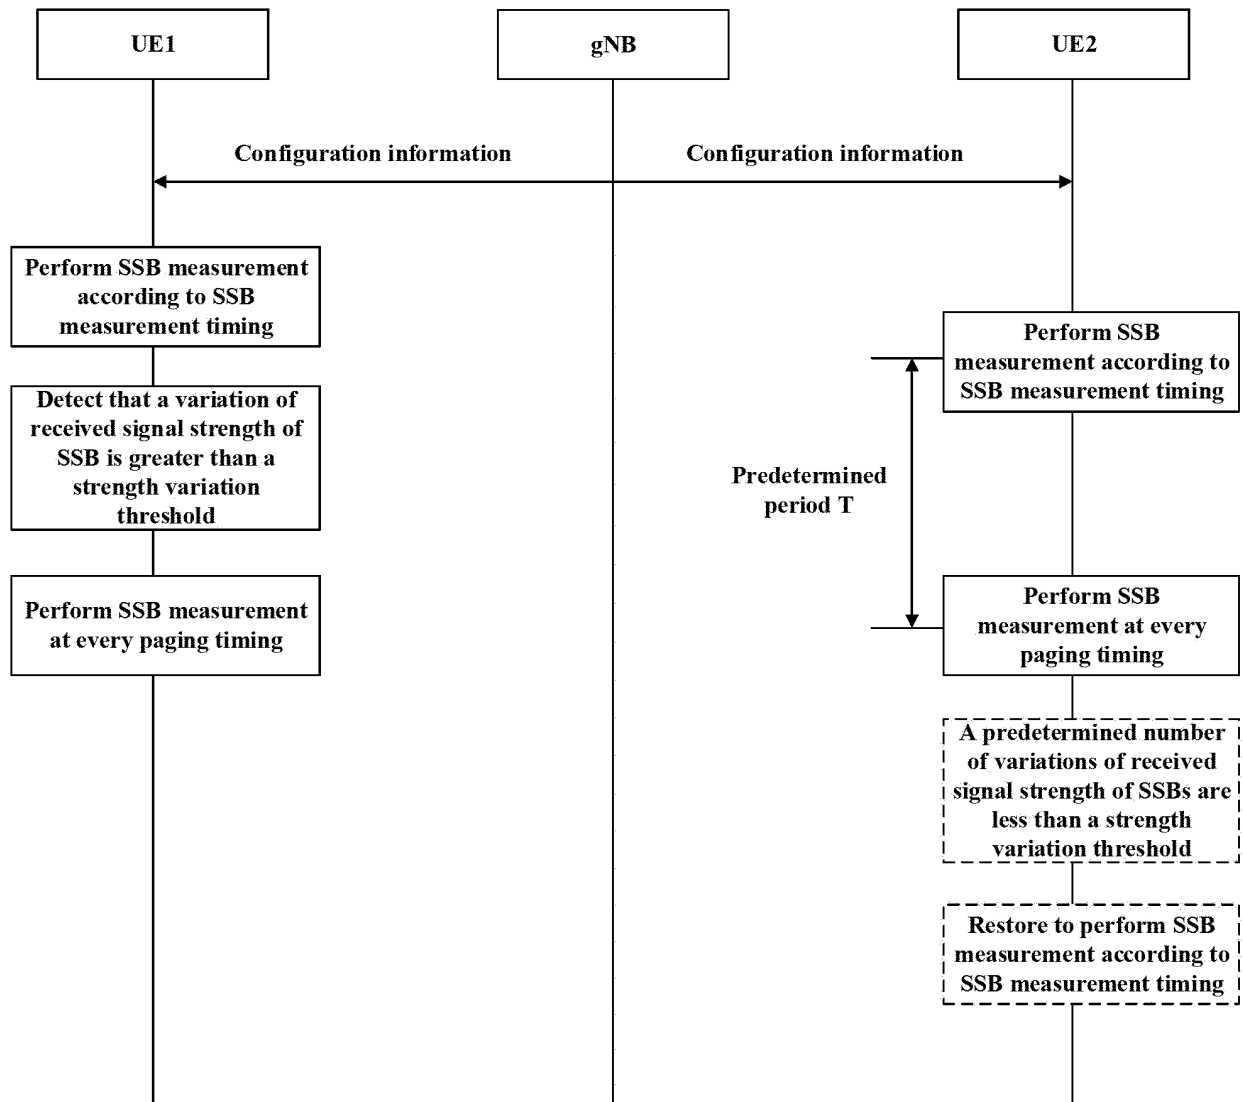 UE1
gNB
UE2
Configuration information
Configuration information
Perform SSB measurement
according to SSB
measurement timing
Perform SSB
measurement according to
SSB measurement timing
Detect that a variation of
received signal strength of
SSB is greater than a
strength variation
threshold
Predetermined
period T
Perform SSB measurement
at every paging timing
Perform SSB
measurement at every
paging timing
A predetermined number
of variations of received
signal strength of SSBs are
less than a strength
variation threshold
Restore to perform SSB
measurement according to
SSB measurement timing